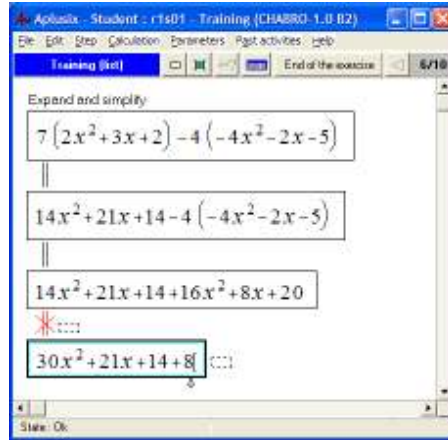 Aplusix - Student : r1s01 - Training (CHABRO-1.0 B2)
File Edit Step Calculation Parameters Past activities Help
Training (list) End of the exercise 6/10
Expand and simplify
7(2x²+3x+2)-4(-4x²-2x-5)
14x²+21x+14-4(-4x²-2x-5)
14x²+21x+14+16x²+8x+20
30x²+21x+14+8
State: Ok